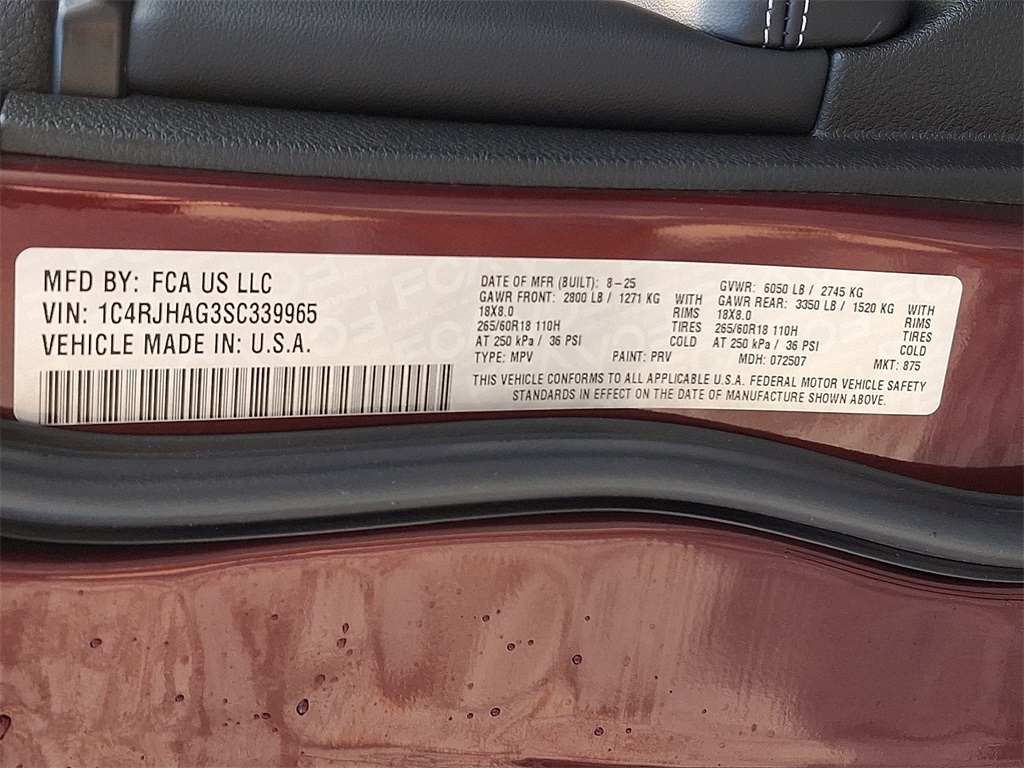 MFD BY: FCA US LLC
VIN: 1C4RJHAG3SC339965
VEHICLE MADE IN: U.S.A.
DATE OF MFR (BUILT): 8-25
GAWR FRONT: 2800 LB / 1271 KG WITH
18X8.0 RIMS
265/60R18 110H TIRES
AT 250 kPa / 36 PSI COLD
TYPE: MPV PAINT: PRV
GVWR: 6050 LB / 2745 KG
GAWR REAR: 3350 LB / 1520 KG WITH
18X8.0 RIMS
265/60R18 110H TIRES
AT 250 kPa / 36 PSI COLD
MDH: 072507 MKT: 875
THIS VEHICLE CONFORMS TO ALL APPLICABLE U.S.A. FEDERAL MOTOR VEHICLE SAFETY
STANDARDS IN EFFECT ON THE DATE OF MANUFACTURE SHOWN ABOVE.